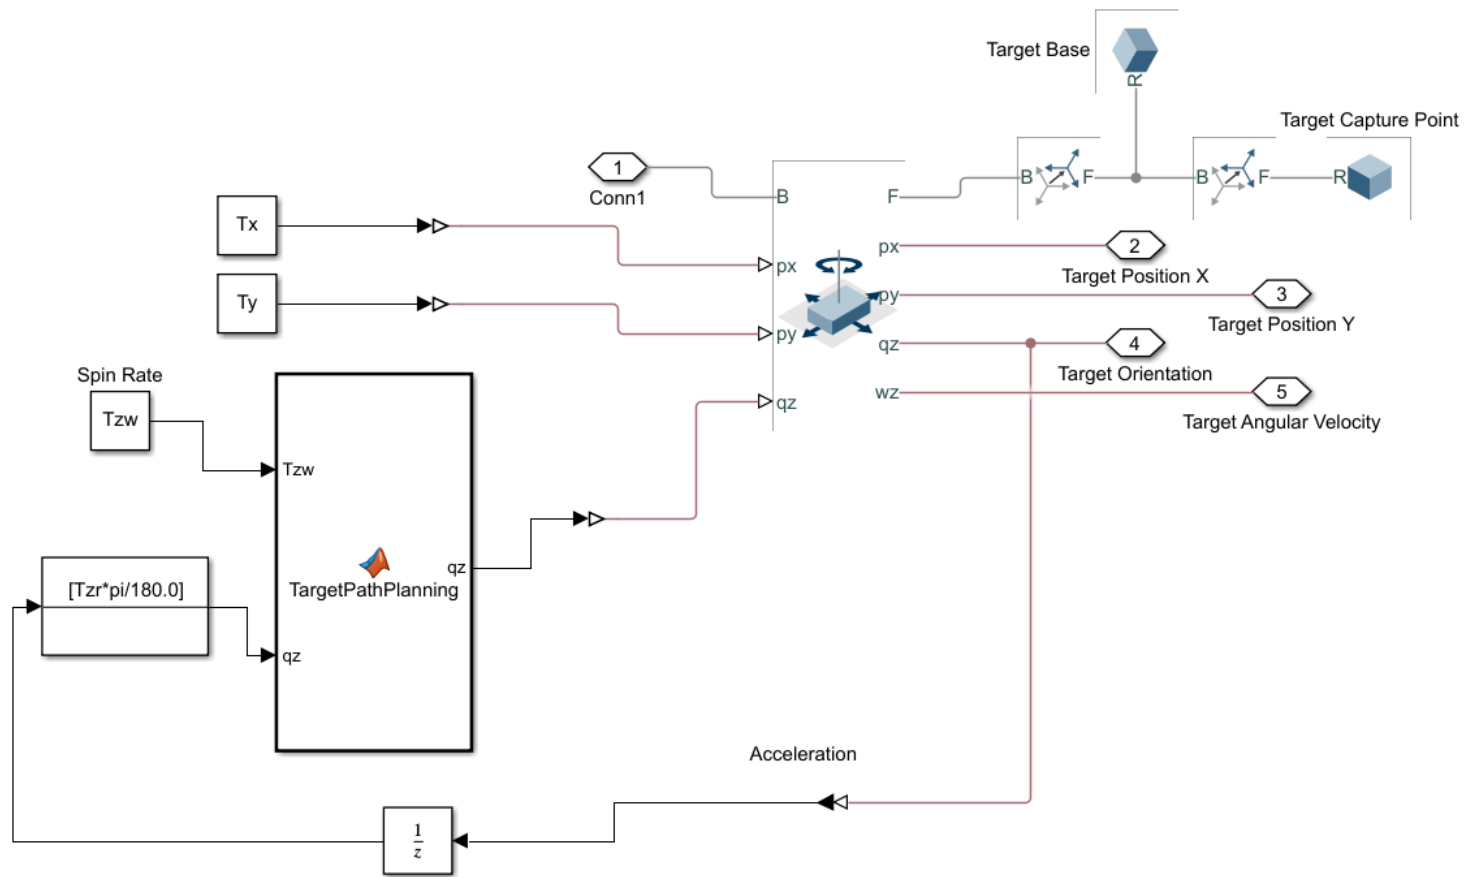 Target Base
R
Target Capture Point
1
Conn1
B
F
B
F
B
F
R
Tx
px
px
2
Target Position X
Ty
py
py
3
Target Position Y
qz
4
Target Orientation
Spin Rate
Tzw
qz
wz
5
Target Angular Velocity
Tzw
qz
TargetPathPlanning
[Tzr*pi/180.0]
qz
Acceleration
1
z